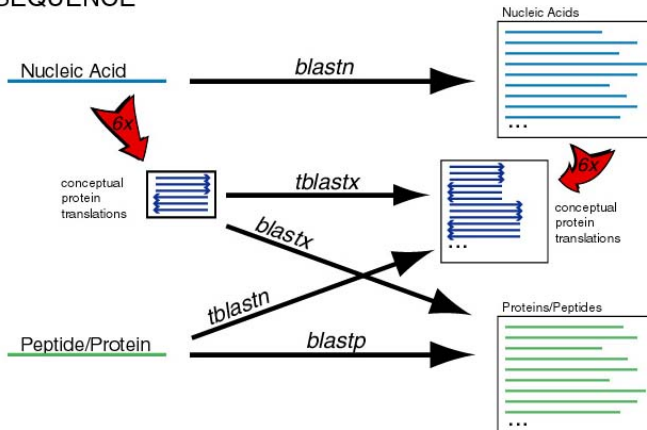 SEQUENCE
Nucleic Acids
Nucleic Acid
blastn
...
6x
6x
conceptual
protein
translations
tblastx
conceptual
protein
translations
blastx
...
tblastn
Proteins/Peptides
Peptide/Protein
blastp
...